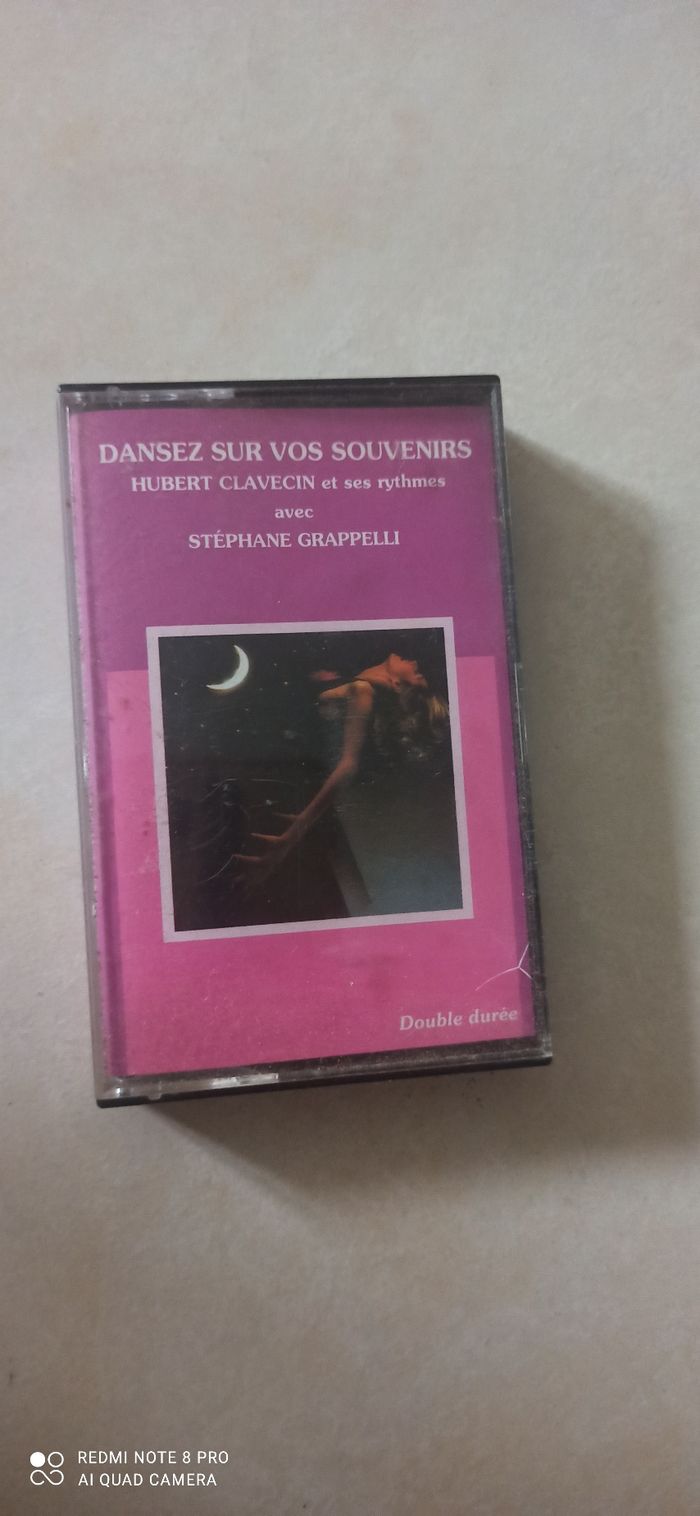 DANSEZ SUR VOS SOUVENIRS
HUBERT CLAVECIN et ses rythmes
avec
STÉPHANE GRAPPELLI
Double durée
REDMI NOTE 8 PRO
AI QUAD CAMERA